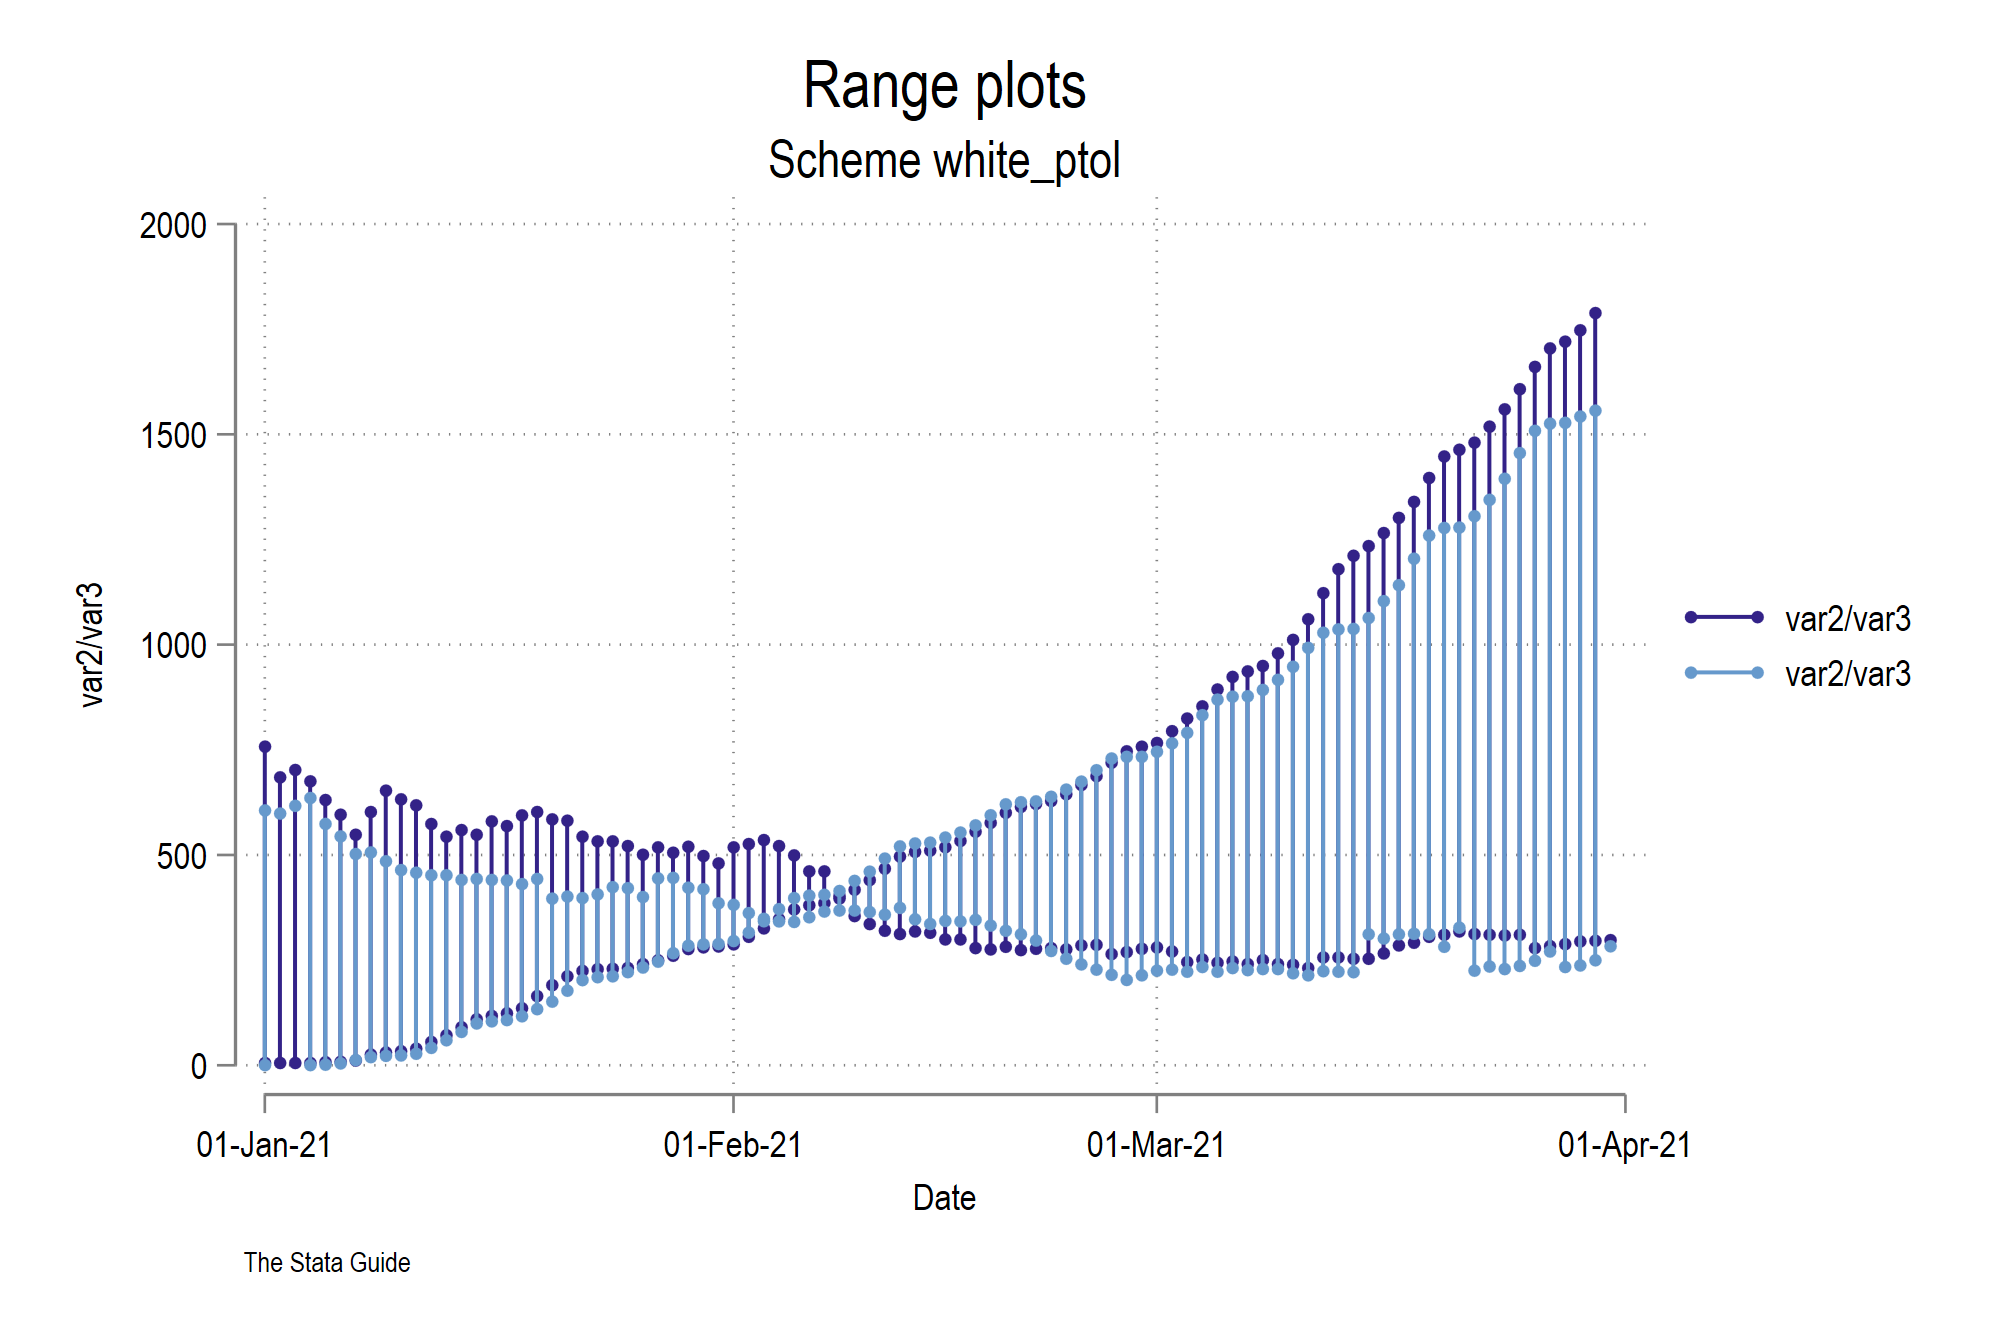 Range plots
Scheme white_ptol
2000
1500
1000
500
0
var2/var3
var2/var3
var2/var3
01-Jan-21
01-Feb-21
01-Mar-21
01-Apr-21
Date
The Stata Guide